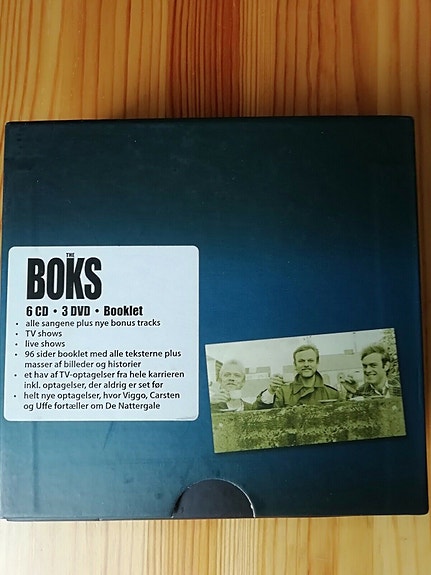 THE
BOKS
6 CD • 3 DVD • Booklet
• alle sangene plus nye bonus tracks
• TV shows
• live shows
• 96 sider booklet med alle teksterne plus
masser af billeder og historier
• et hav af TV-optagelser fra hele karrieren
inkl. optagelser, der aldrig er set før
• helt nye optagelser, hvor Viggo, Carsten
og Uffe fortæller om De Nattergale